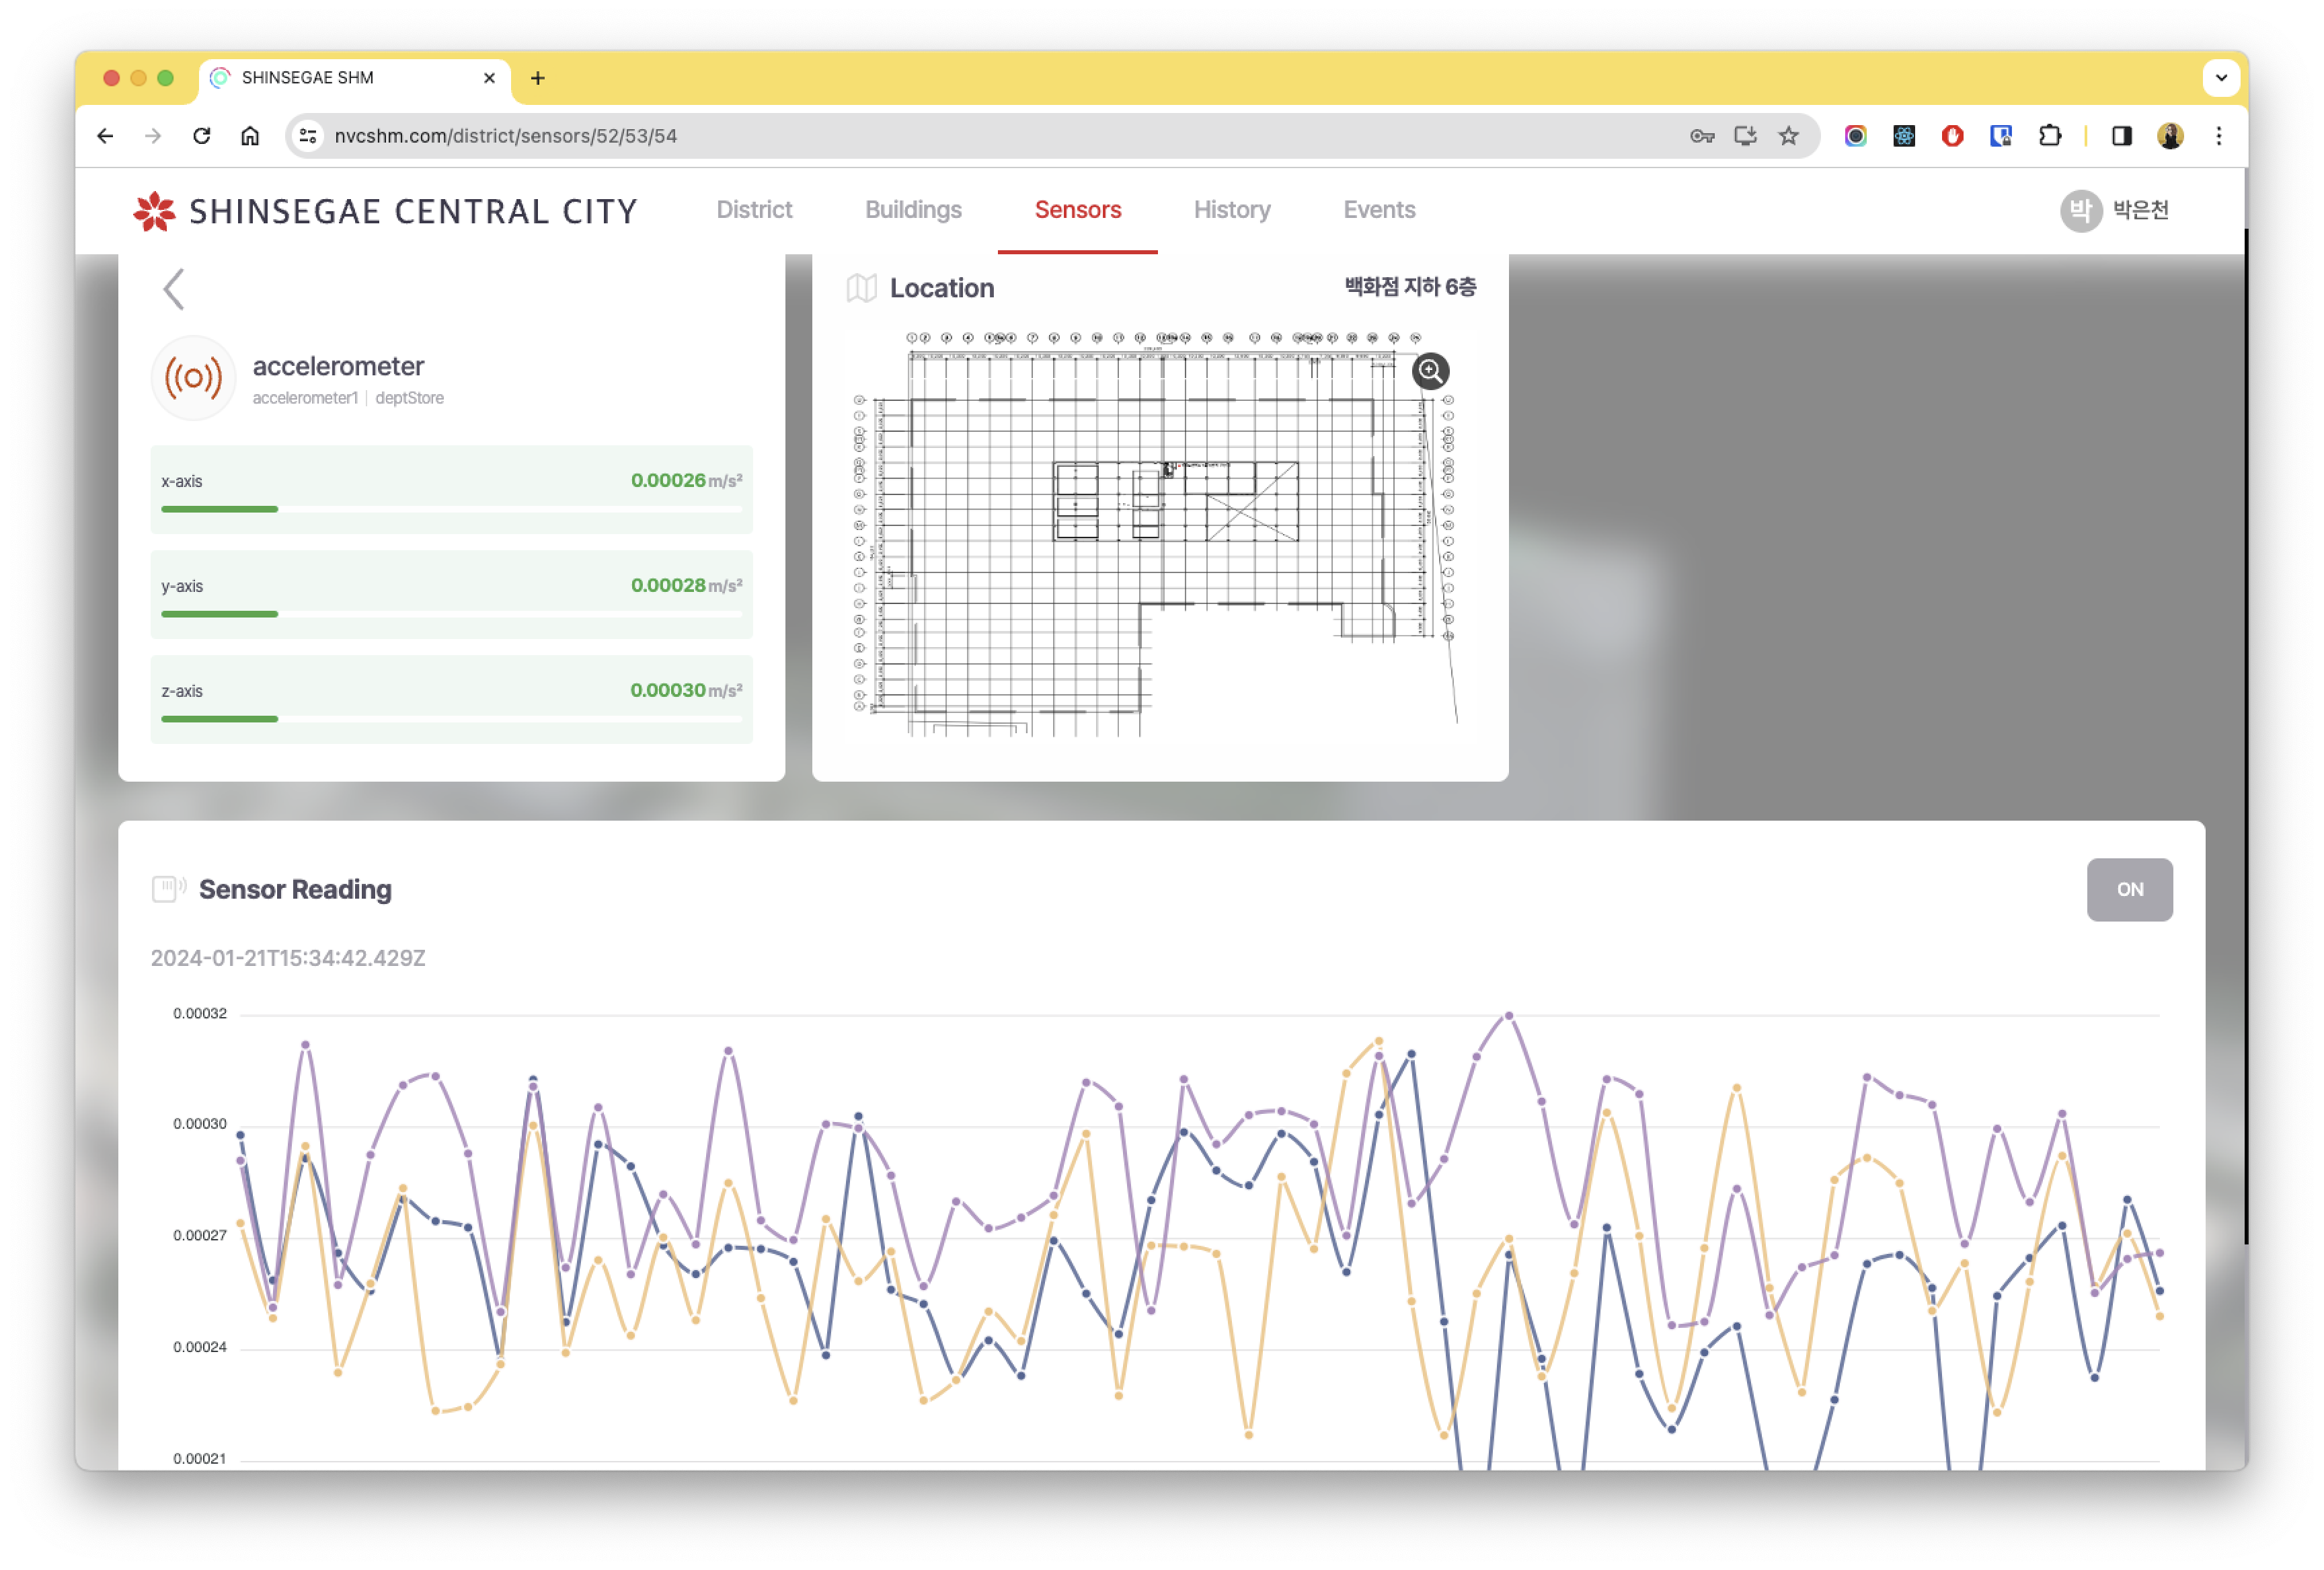 SHINSEGAE SHM
nvcshm.com/district/sensors/52/53/54
SHINSEGAE CENTRAL CITY
District
Buildings
Sensors
History
Events
박
박은천
accelerometer
accelerometer1 | deptStore
x-axis
0.00026 m/s²
y-axis
0.00028 m/s²
z-axis
0.00030 m/s²
Location
백화점 지하 6층
Sensor Reading
ON
2024-01-21T15:34:42.429Z
0.00032
0.00030
0.00027
0.00024
0.00021